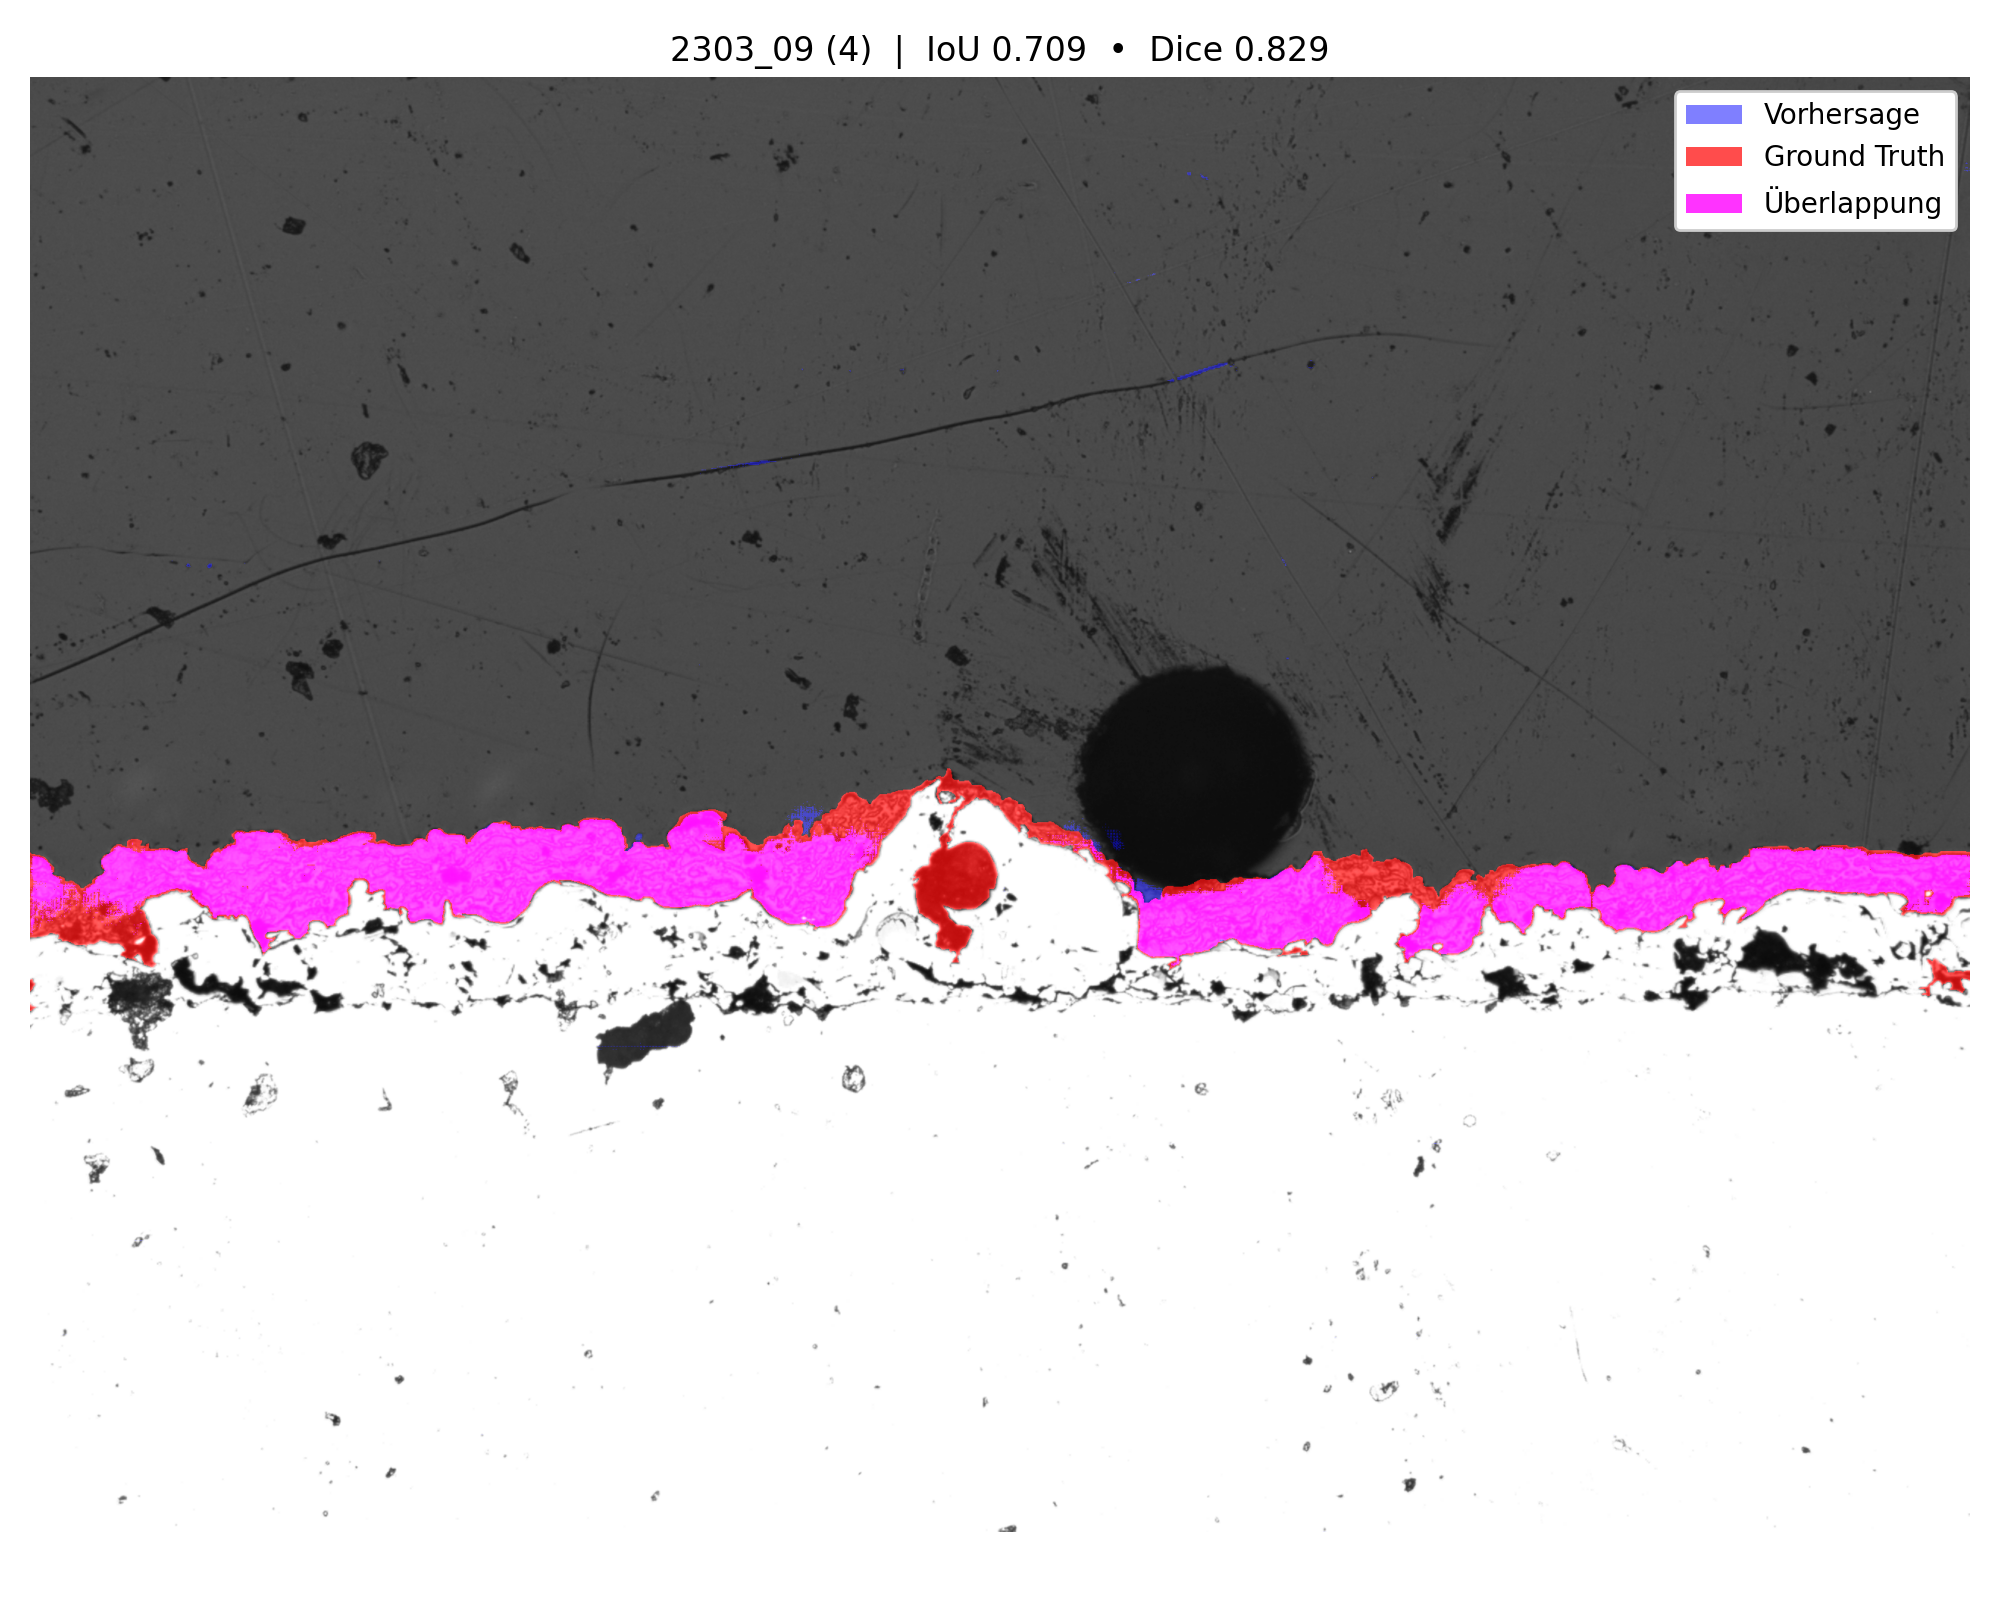 2303_09 (4) | IoU 0.709 • Dice 0.829
Vorhersage
Ground Truth
Überlappung